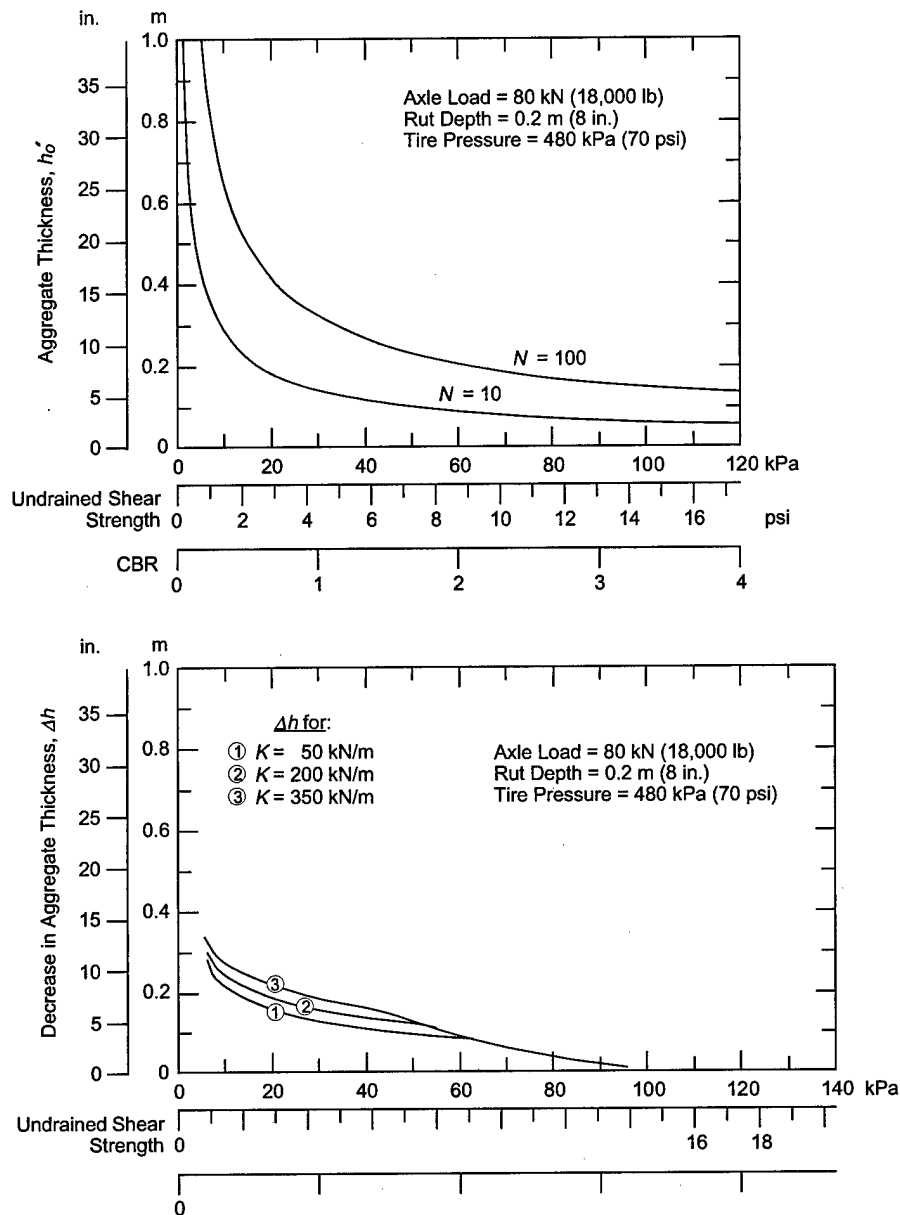 in. m
1.0
35
0.8
30
25
0.6
20
0.4
15
10
0.2
5
0
0
Aggregate Thickness, h₀′
Axle Load = 80 kN (18,000 lb)
Rut Depth = 0.2 m (8 in.)
Tire Pressure = 480 kPa (70 psi)
N = 100
N = 10
0 20 40 60 80 100 120 kPa
Undrained Shear
Strength 0 2 4 6 8 10 12 14 16 psi
CBR
0 1 2 3 4
in. m
1.0
35
0.8
30
25
0.6
20
0.4
15
10
0.2
5
0
0
Decrease in Aggregate Thickness, Δh
Δh for:
① K = 50 kN/m
② K = 200 kN/m
③ K = 350 kN/m
Axle Load = 80 kN (18,000 lb)
Rut Depth = 0.2 m (8 in.)
Tire Pressure = 480 kPa (70 psi)
③
②
①
0 20 40 60 80 100 120 140 kPa
Undrained Shear
Strength 0 16 18
0